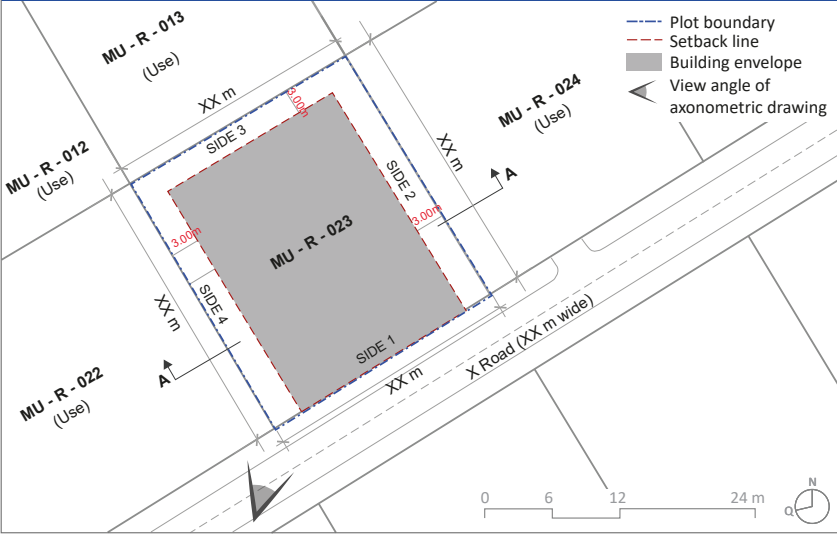 MU - R - 013
(Use)
Plot boundary
Setback line
Building envelope
View angle of
axonometric drawing
XX m
3.00m
SIDE 3
MU - R - 024
(Use)
MU - R - 012
(Use)
XX m
SIDE 2
A
3.00m
MU - R - 023
3.00m
XX m
SIDE 4
SIDE 1
XX m
X Road (XX m wide)
A
MU - R - 022
(Use)
0 6 12 24 m
N
Q